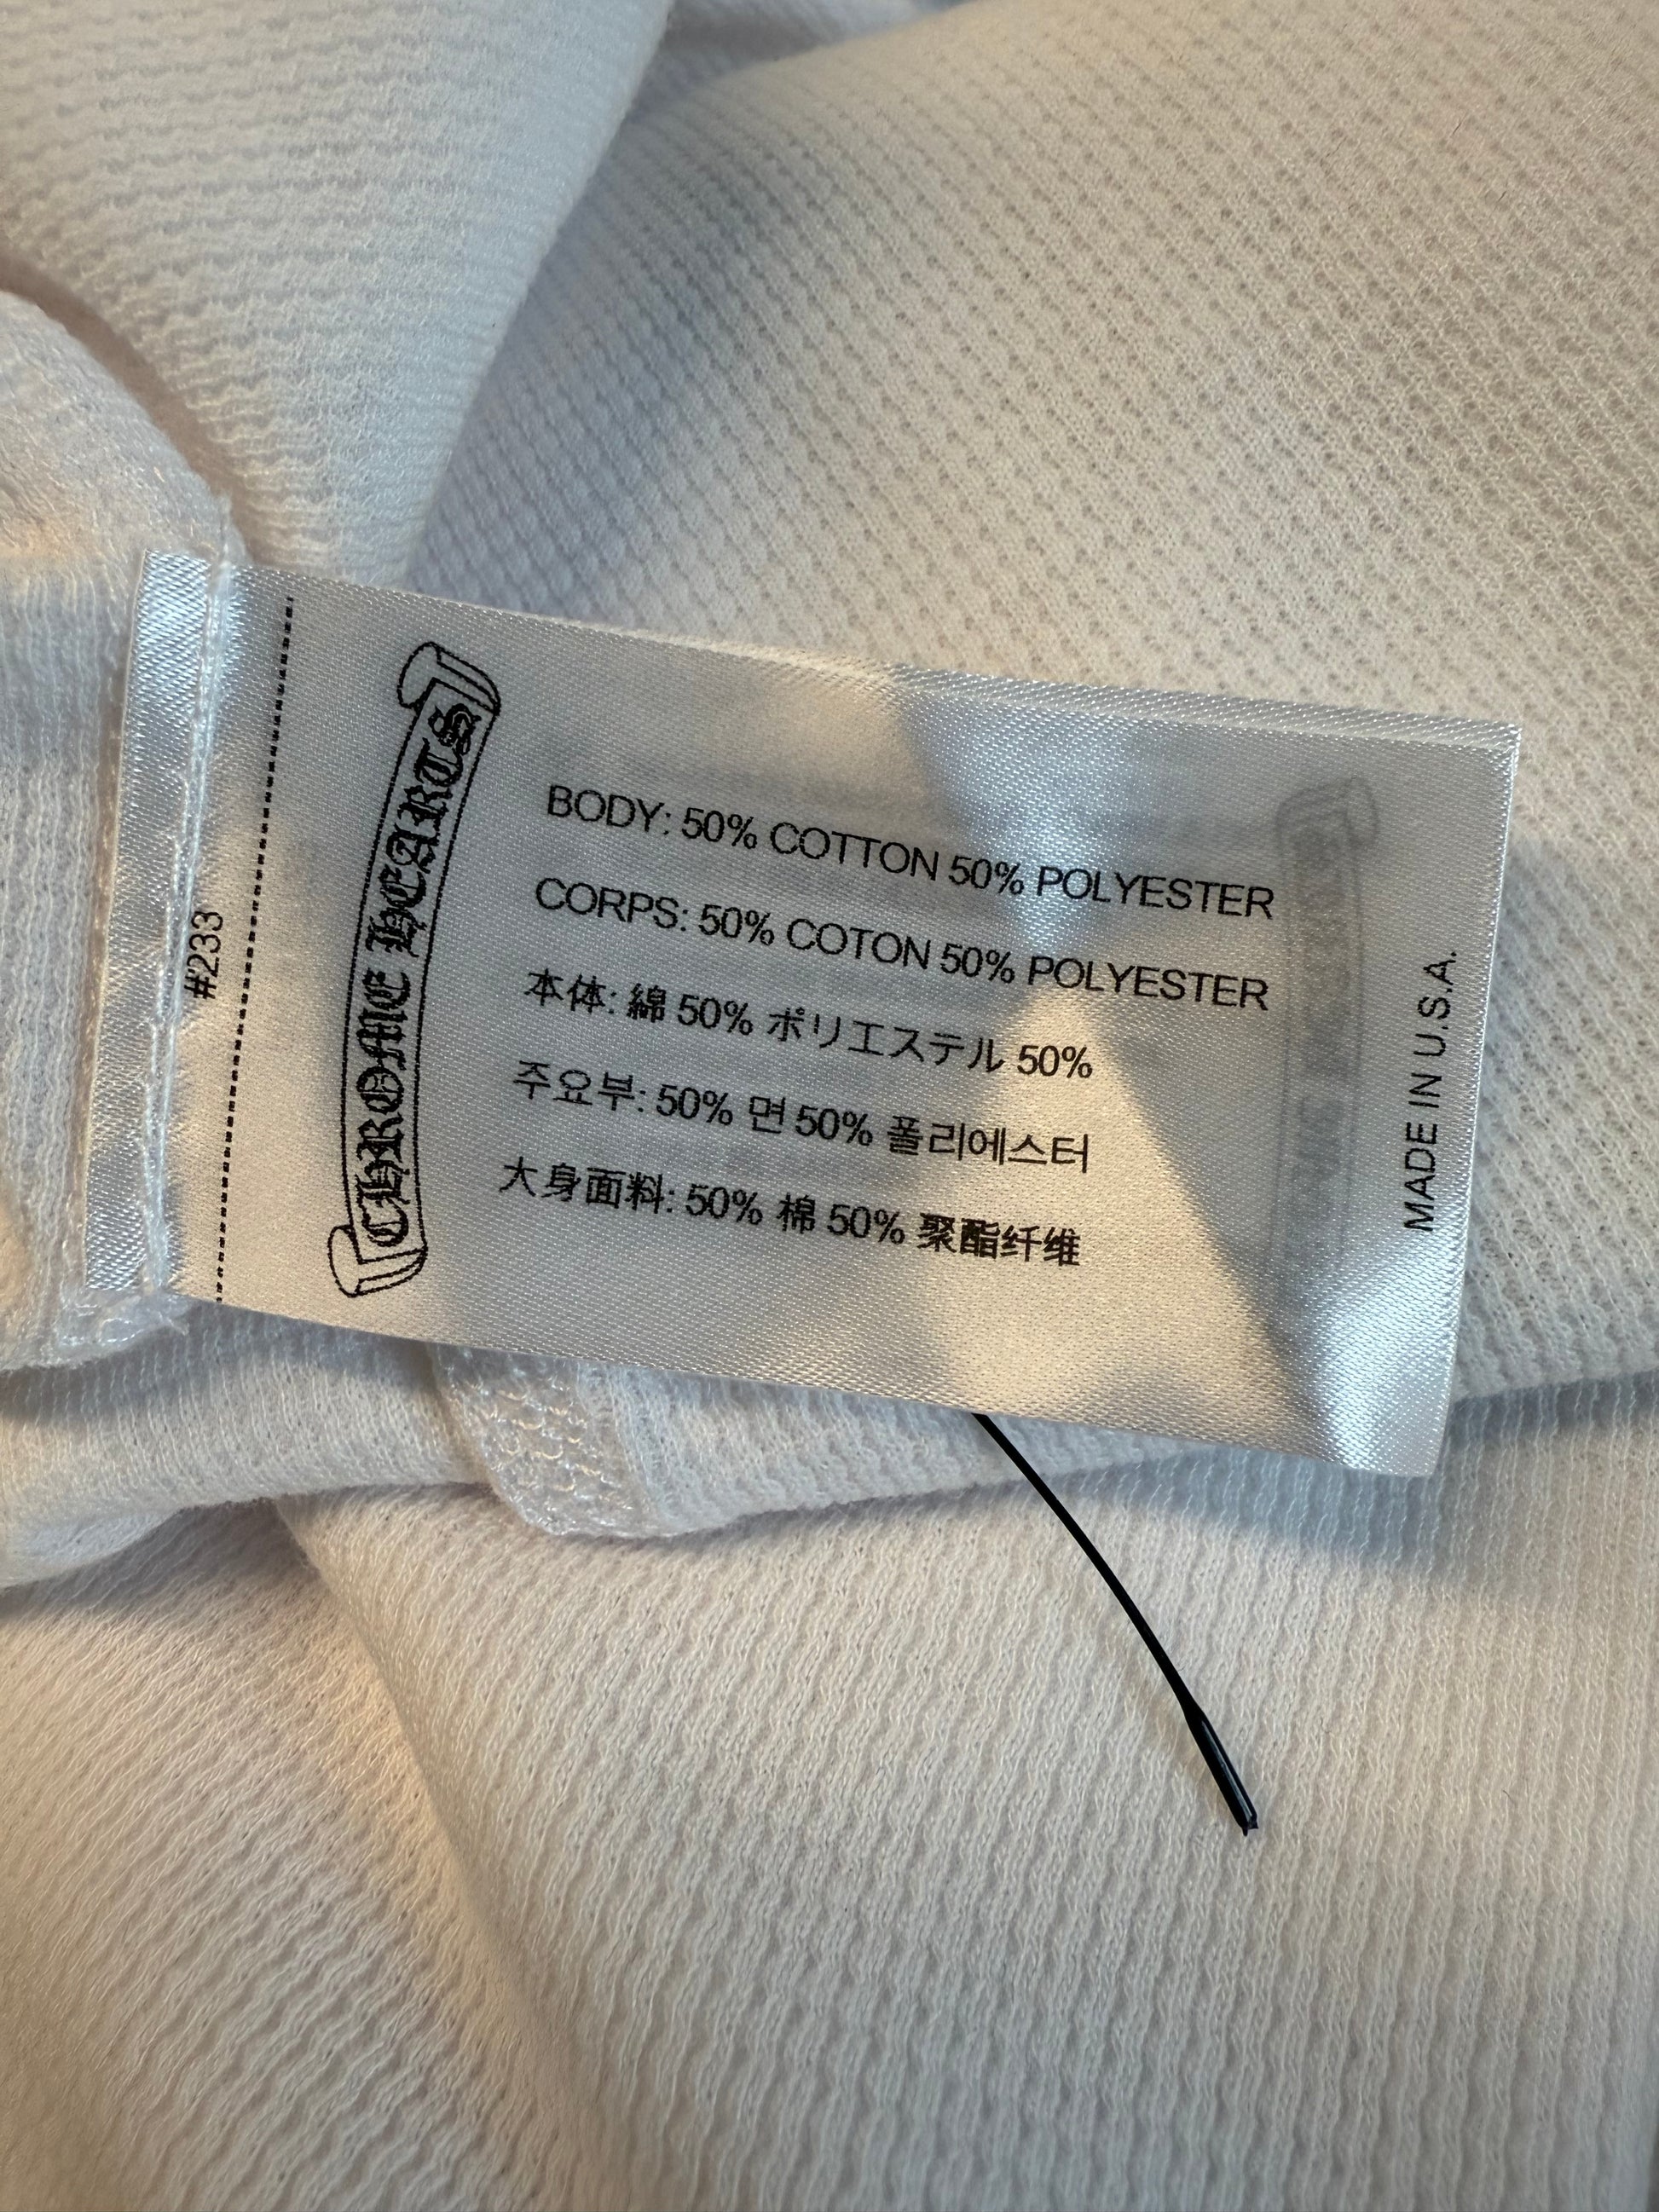 #233
CHROME HEARTS
BODY: 50% COTTON 50% POLYESTER
CORPS: 50% COTON 50% POLYESTER
本体: 綿 50% ポリエステル 50%
주요부: 50% 면 50% 폴리에스터
大身面料: 50% 棉 50% 聚酯纤维
MADE IN U.S.A.